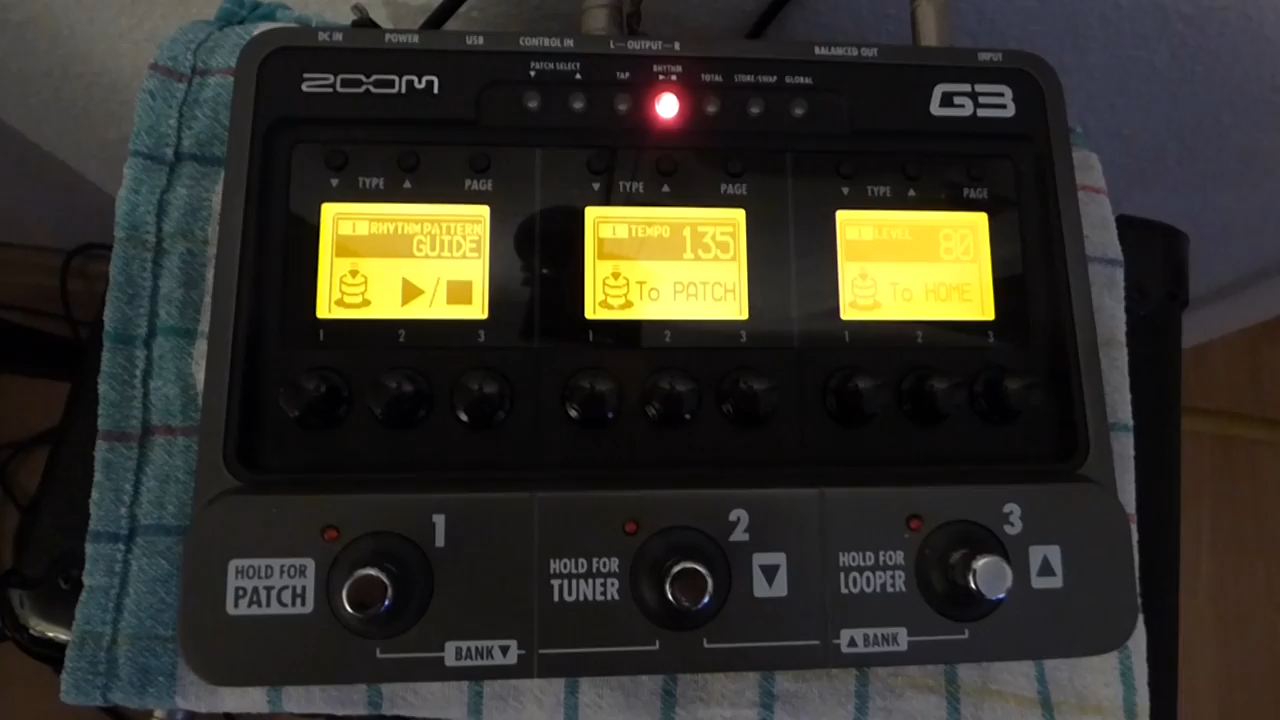 DC IN POWER USB CONTROL IN L—OUTPUT—R BALANCED OUT INPUT
ZOOM
PATCH SELECT
▼ ▲ TAP RHYTHM ▶/■ TOTAL STORE/SWAP GLOBAL
G3
▼ TYPE ▲ PAGE ▼ TYPE ▲ PAGE ▼ TYPE ▲ PAGE
1 RHYTHM PATTERN
GUIDE
▶/■
1 TEMPO 135
To PATCH
1 LEVEL 80
To HOME
1 2 3 1 2 3 1 2 3
1
HOLD FOR
PATCH
2
HOLD FOR
TUNER
▼
3
HOLD FOR
LOOPER
▲
BANK ▼
▲ BANK